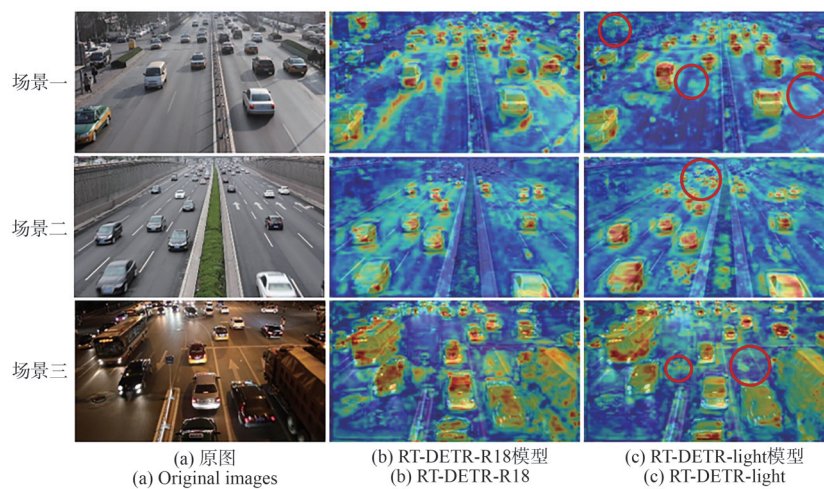 场景一
场景二
场景三
(a) 原图
(a) Original images
(b) RT-DETR-R18模型
(b) RT-DETR-R18
(c) RT-DETR-light模型
(c) RT-DETR-light